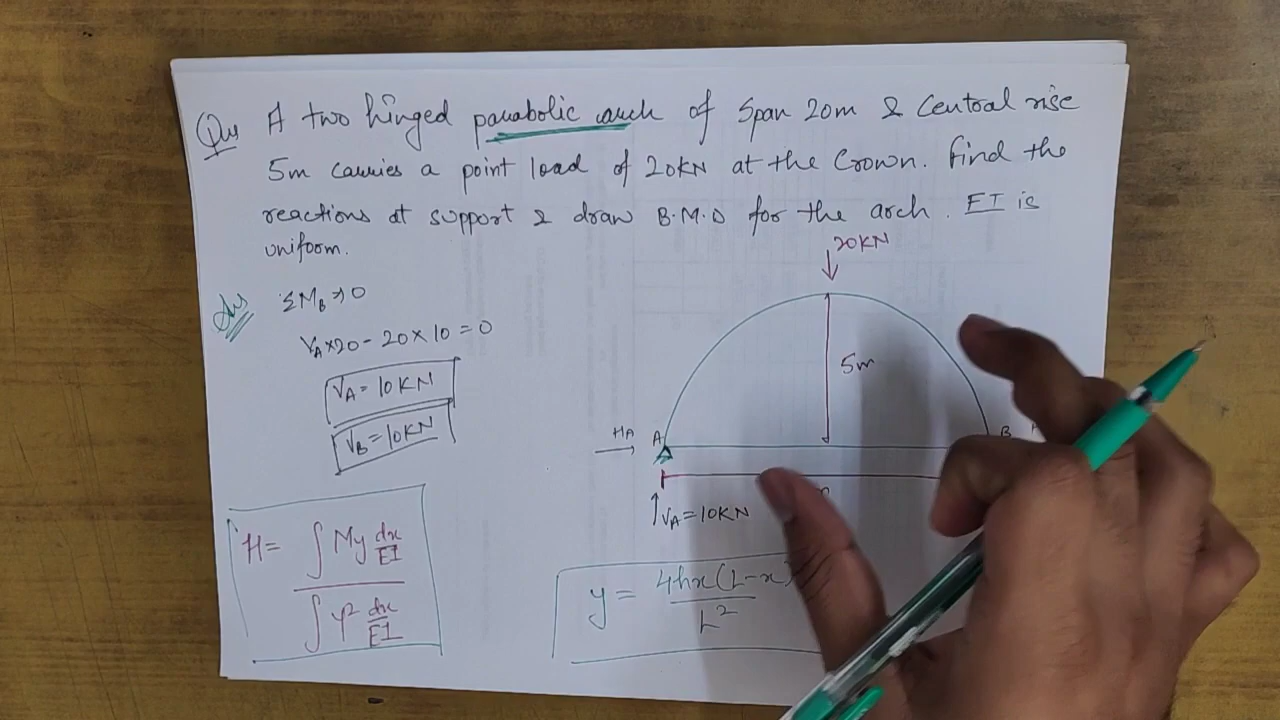 Qus A two hinged parabolic arch of Span 20m & Central rise
5m carries a point load of 20KN at the Crown. Find the
reactions at support & draw B.M.D for the arch. EI is
uniform.
20KN
Ans ΣM_B ⇒ 0
V_A×20 - 20×10 = 0
V_A = 10KN
V_B = 10KN
5m
H_A A B
V_A = 10KN
H = ∫My dx/EI / ∫y² dx/EI
y = 4hx(L-x) / L²